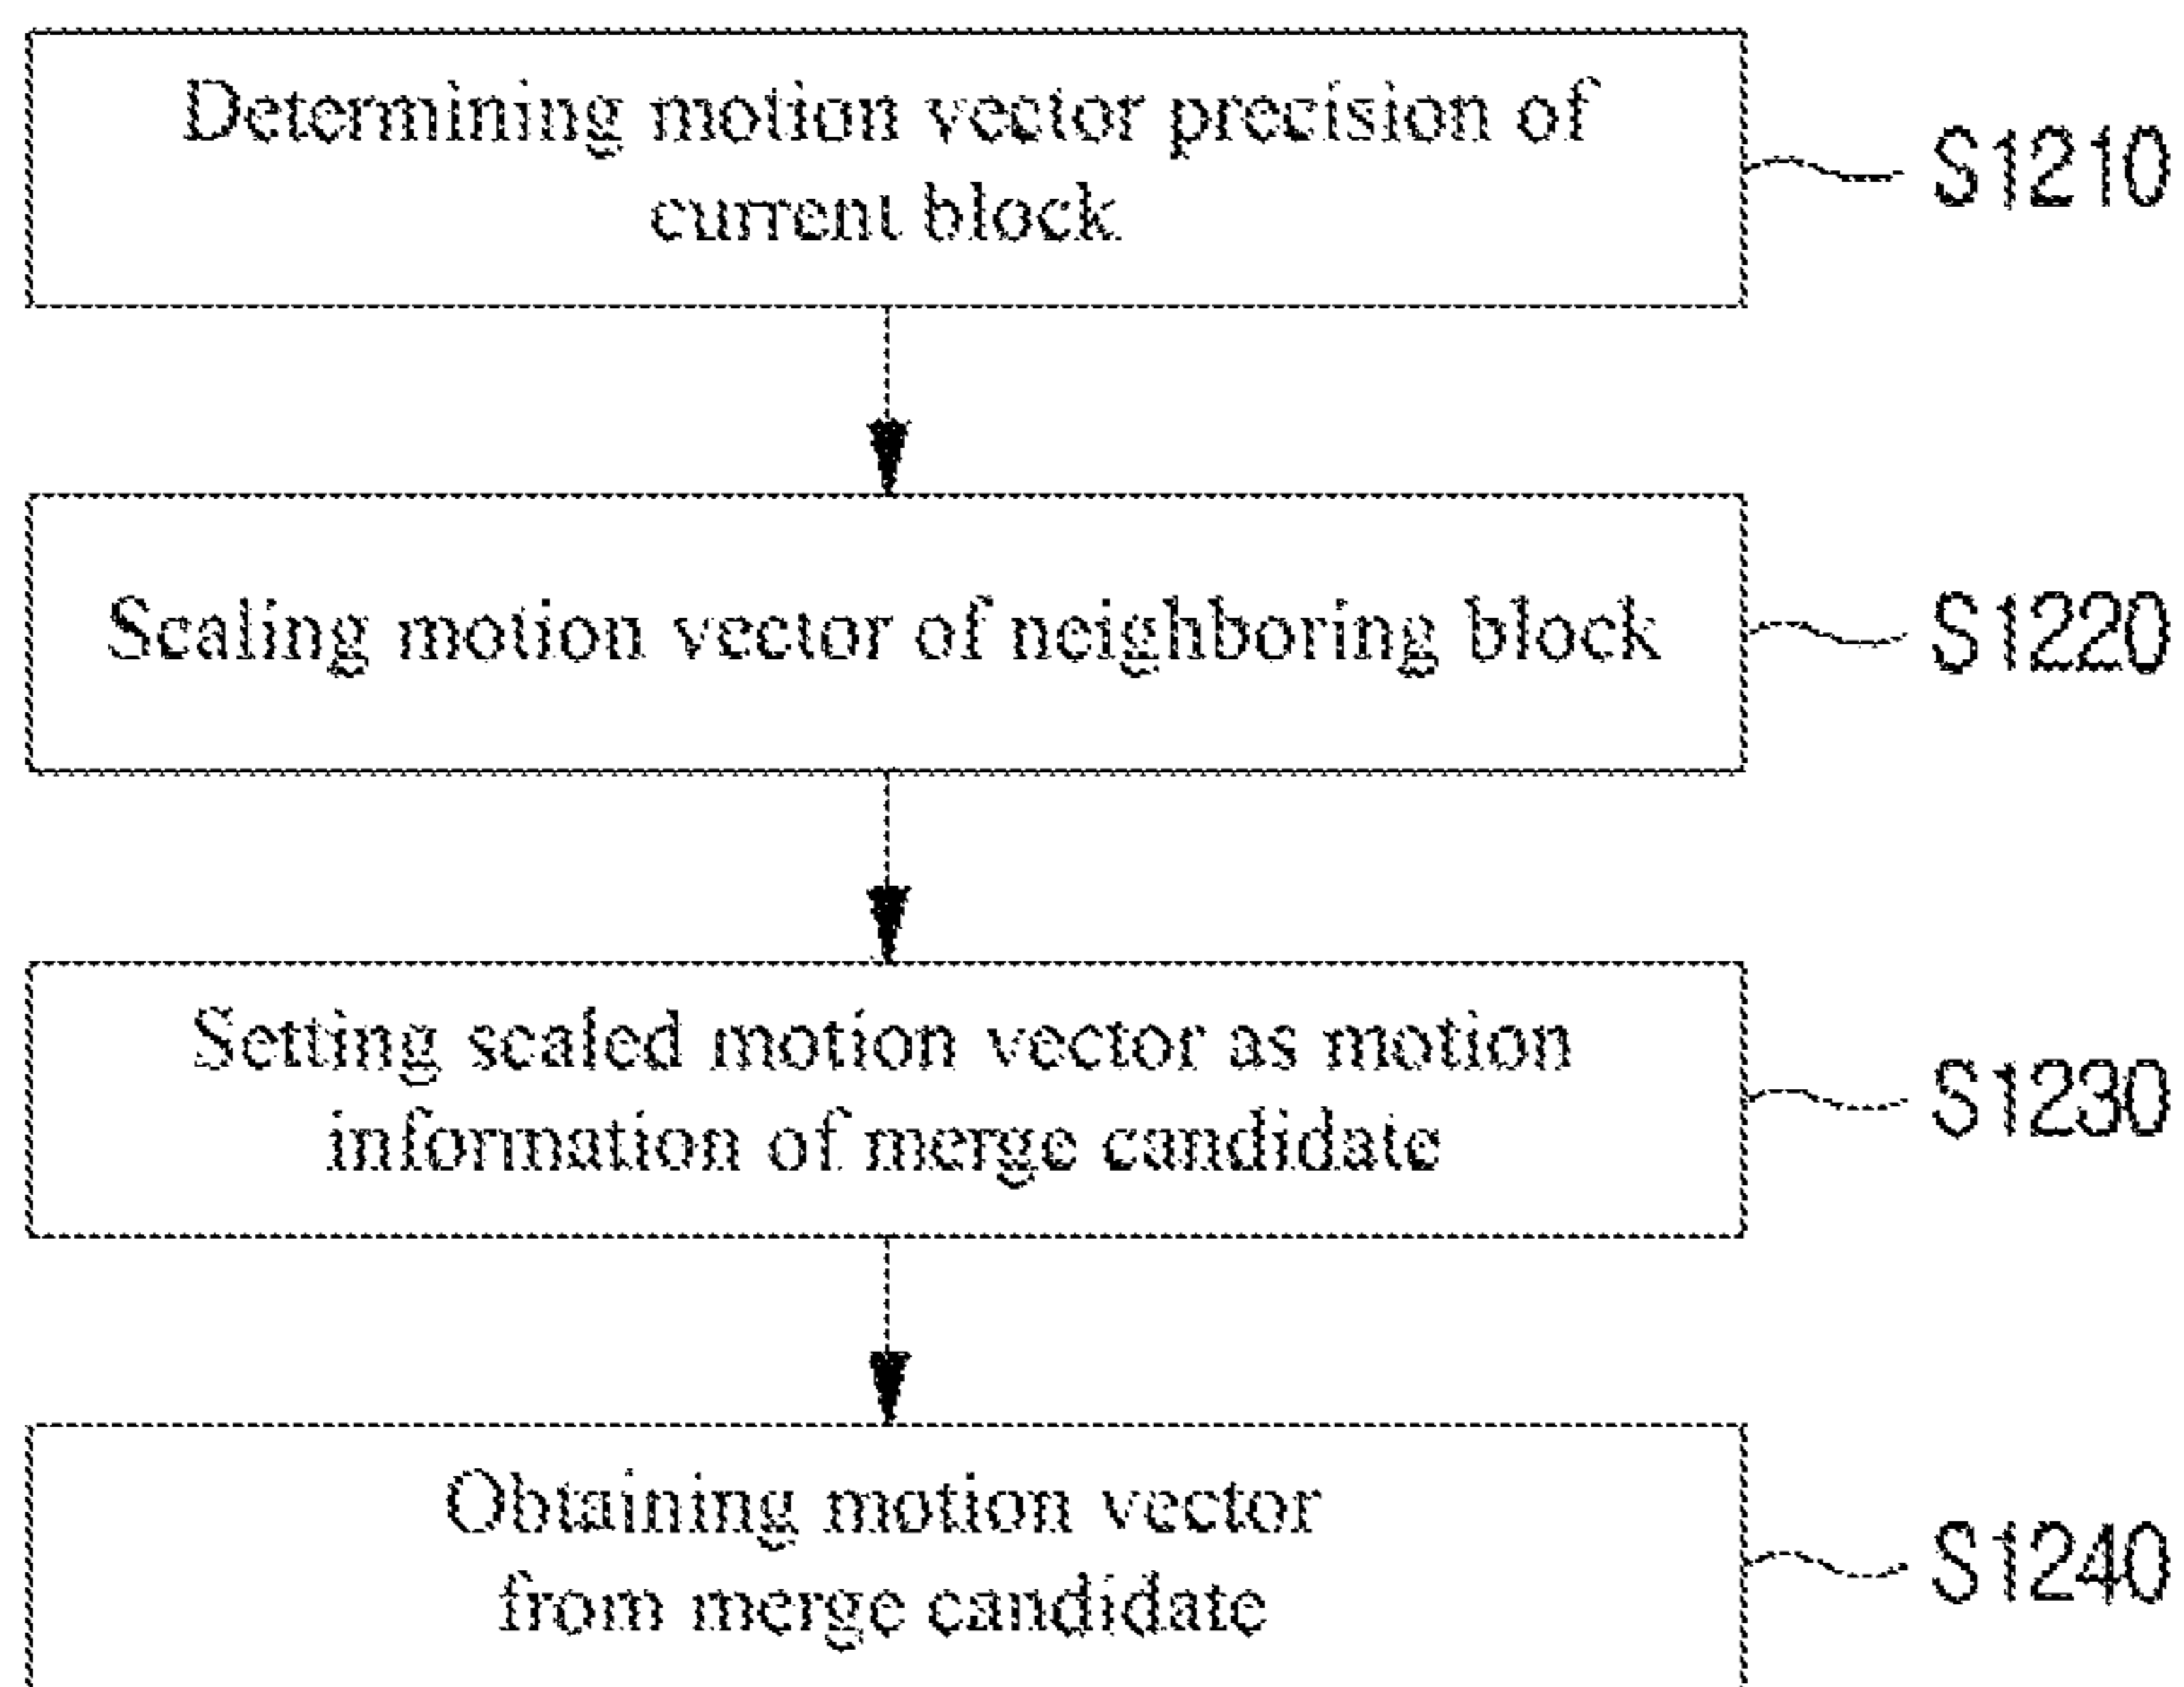 Determining motion vector precision of
current block
S1210
Scaling motion vector of neighboring block
S1220
Setting scaled motion vector as motion
information of merge candidate
S1230
Obtaining motion vector
from merge candidate
S1240